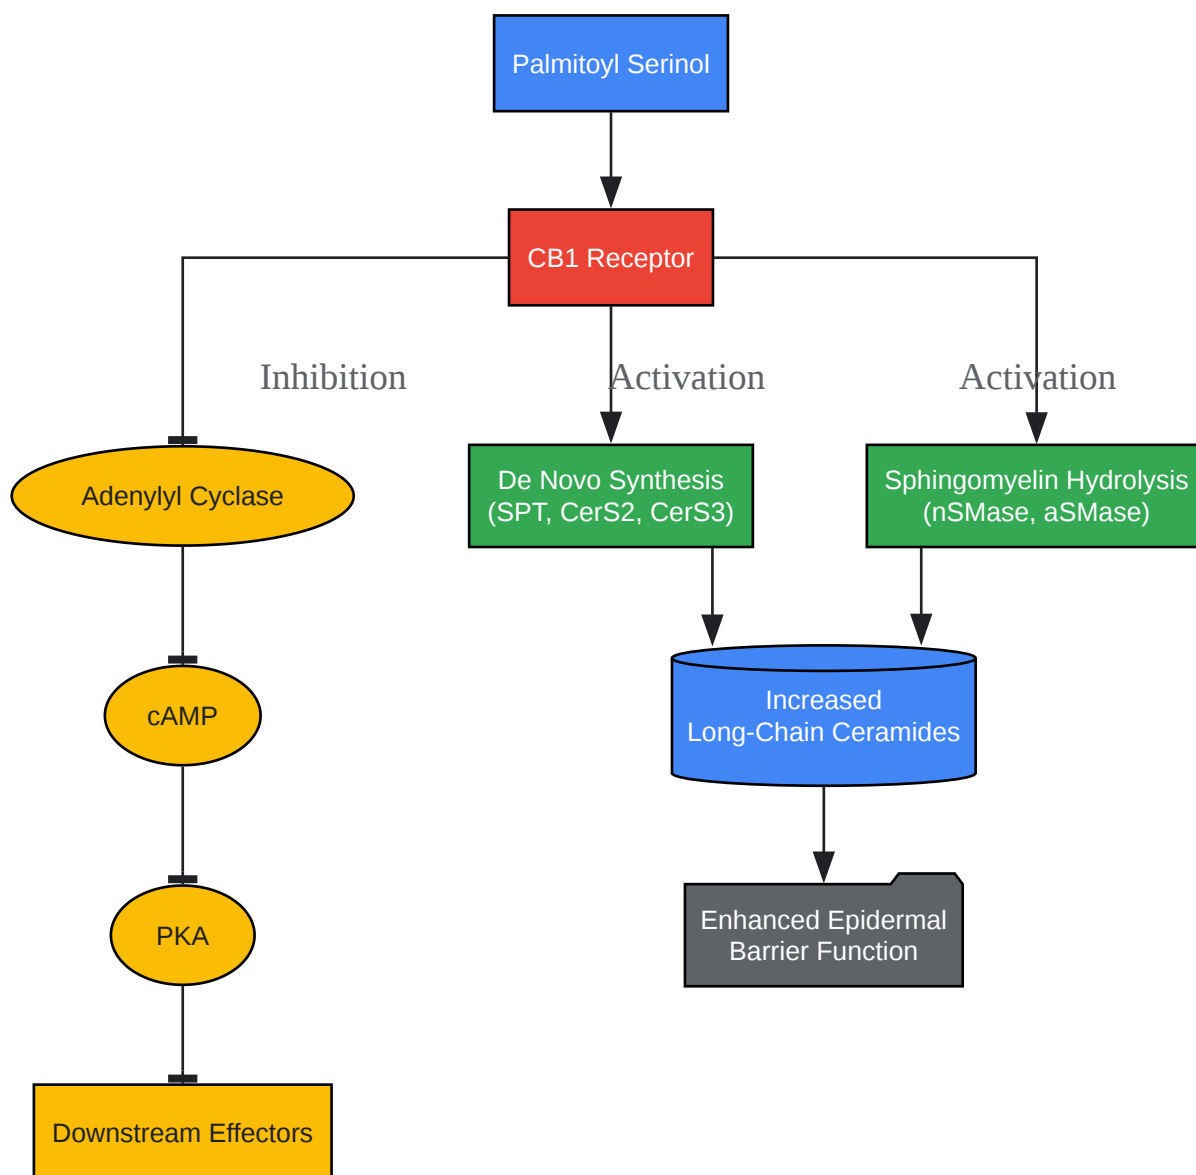 Palmitoyl Serinol
CB1 Receptor
Inhibition
Activation
Activation
Adenylyl Cyclase
De Novo Synthesis
(SPT, CerS2, CerS3)
Sphingomyelin Hydrolysis
(nSMase, aSMase)
cAMP
Increased
Long-Chain Ceramides
PKA
Enhanced Epidermal
Barrier Function
Downstream Effectors